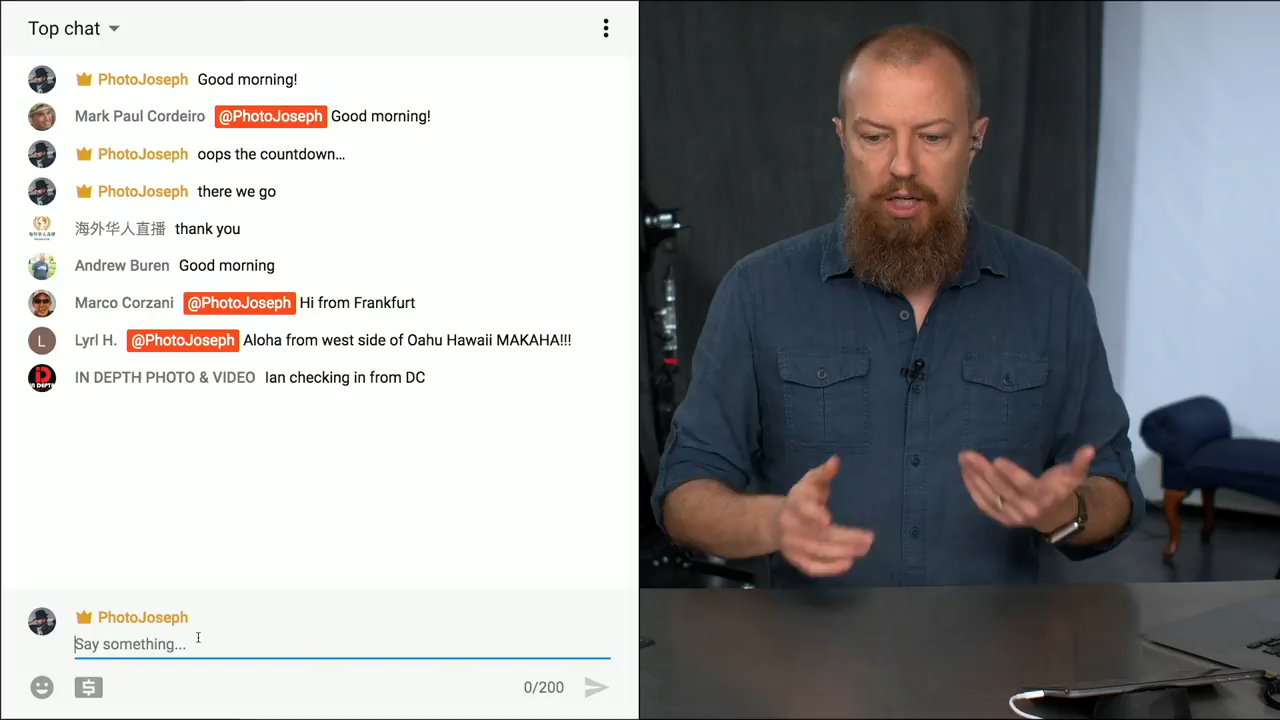 Top chat
PhotoJoseph Good morning!
Mark Paul Cordeiro @PhotoJoseph Good morning!
PhotoJoseph oops the countdown...
PhotoJoseph there we go
海外华人直播 thank you
Andrew Buren Good morning
Marco Corzani @PhotoJoseph Hi from Frankfurt
L Lyrl H. @PhotoJoseph Aloha from west side of Oahu Hawaii MAKAHA!!!
IN DEPTH IN DEPTH PHOTO & VIDEO Ian checking in from DC
PhotoJoseph
Say something...
0/200